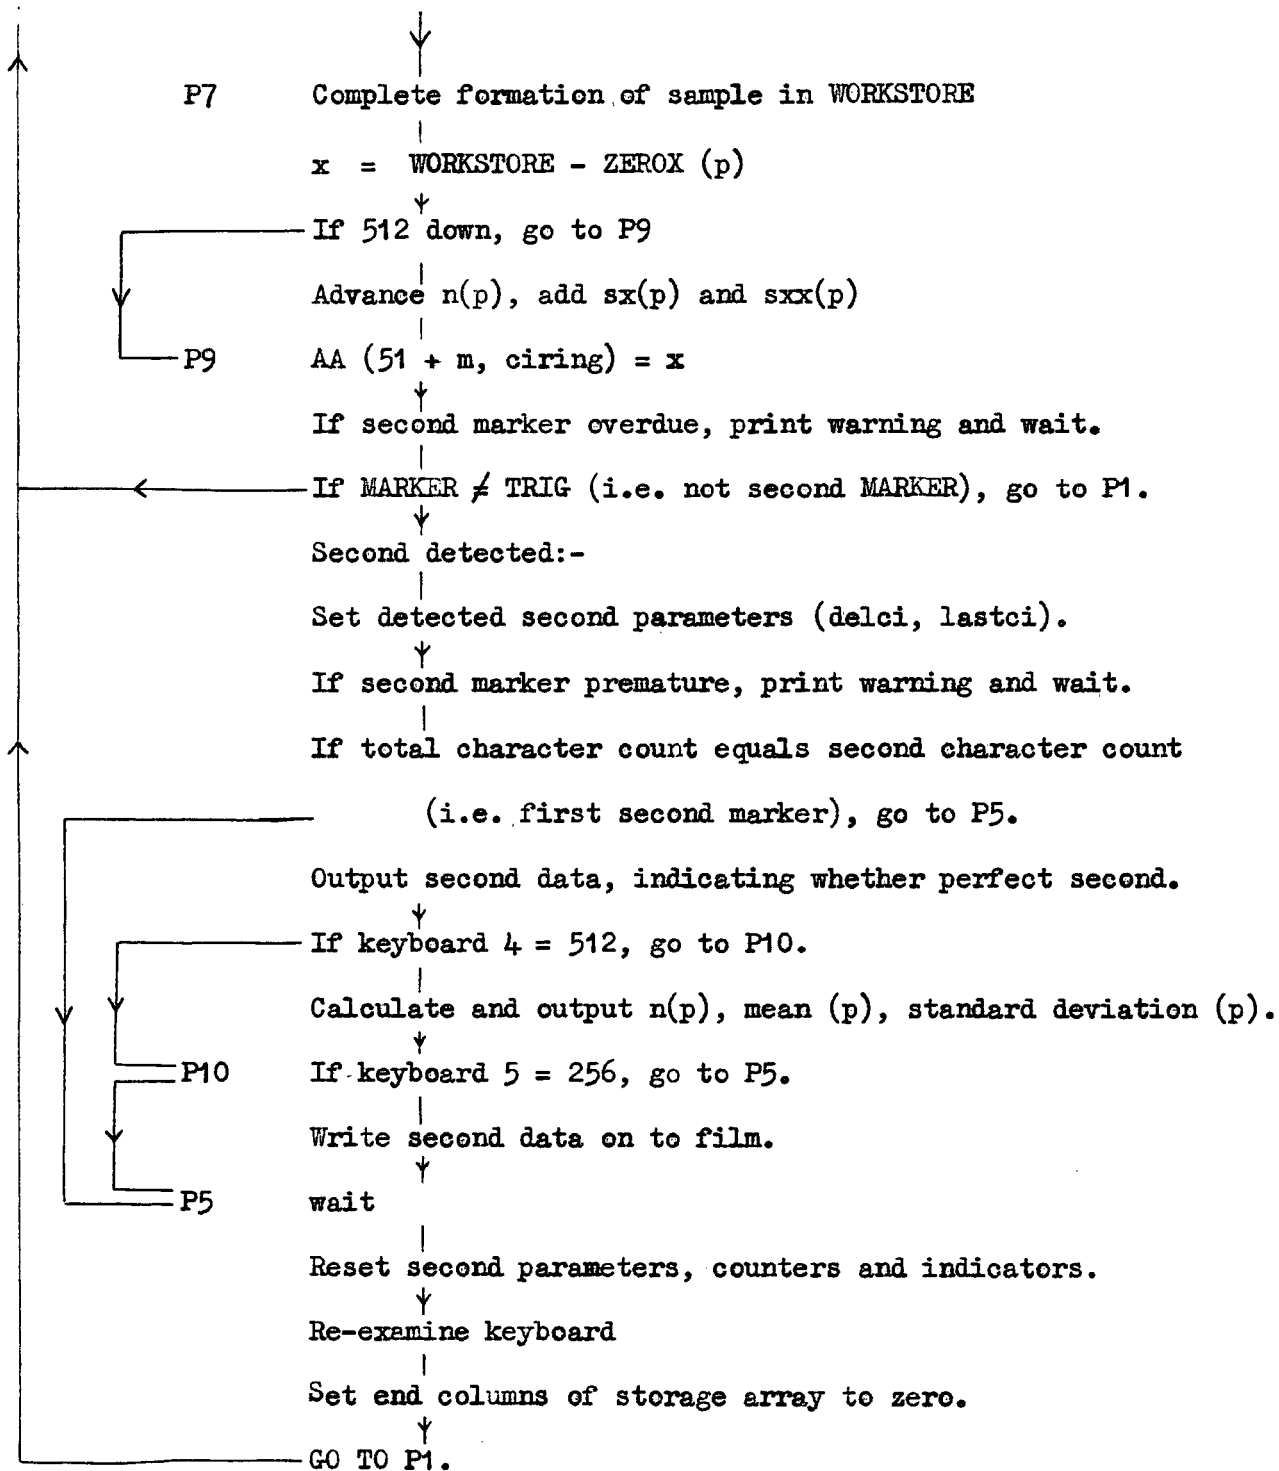 P7 Complete formation of sample in WORKSTORE
x = WORKSTORE - ZEROX (p)
If 512 down, go to P9
Advance n(p), add sx(p) and sxx(p)
P9 AA (51 + m, ciring) = x
If second marker overdue, print warning and wait.
If MARKER ≠ TRIG (i.e. not second MARKER), go to P1.
Second detected:-
Set detected second parameters (delci, lastci).
If second marker premature, print warning and wait.
If total character count equals second character count
(i.e. first second marker), go to P5.
Output second data, indicating whether perfect second.
If keyboard 4 = 512, go to P10.
Calculate and output n(p), mean (p), standard deviation (p).
P10 If keyboard 5 = 256, go to P5.
Write second data on to film.
P5 wait
Reset second parameters, counters and indicators.
Re-examine keyboard
Set end columns of storage array to zero.
GO TO P1.